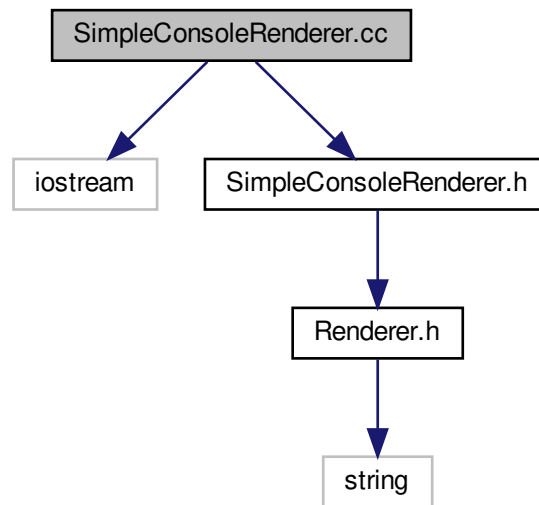 SimpleConsoleRenderer.cc
iostream
SimpleConsoleRenderer.h
Renderer.h
string